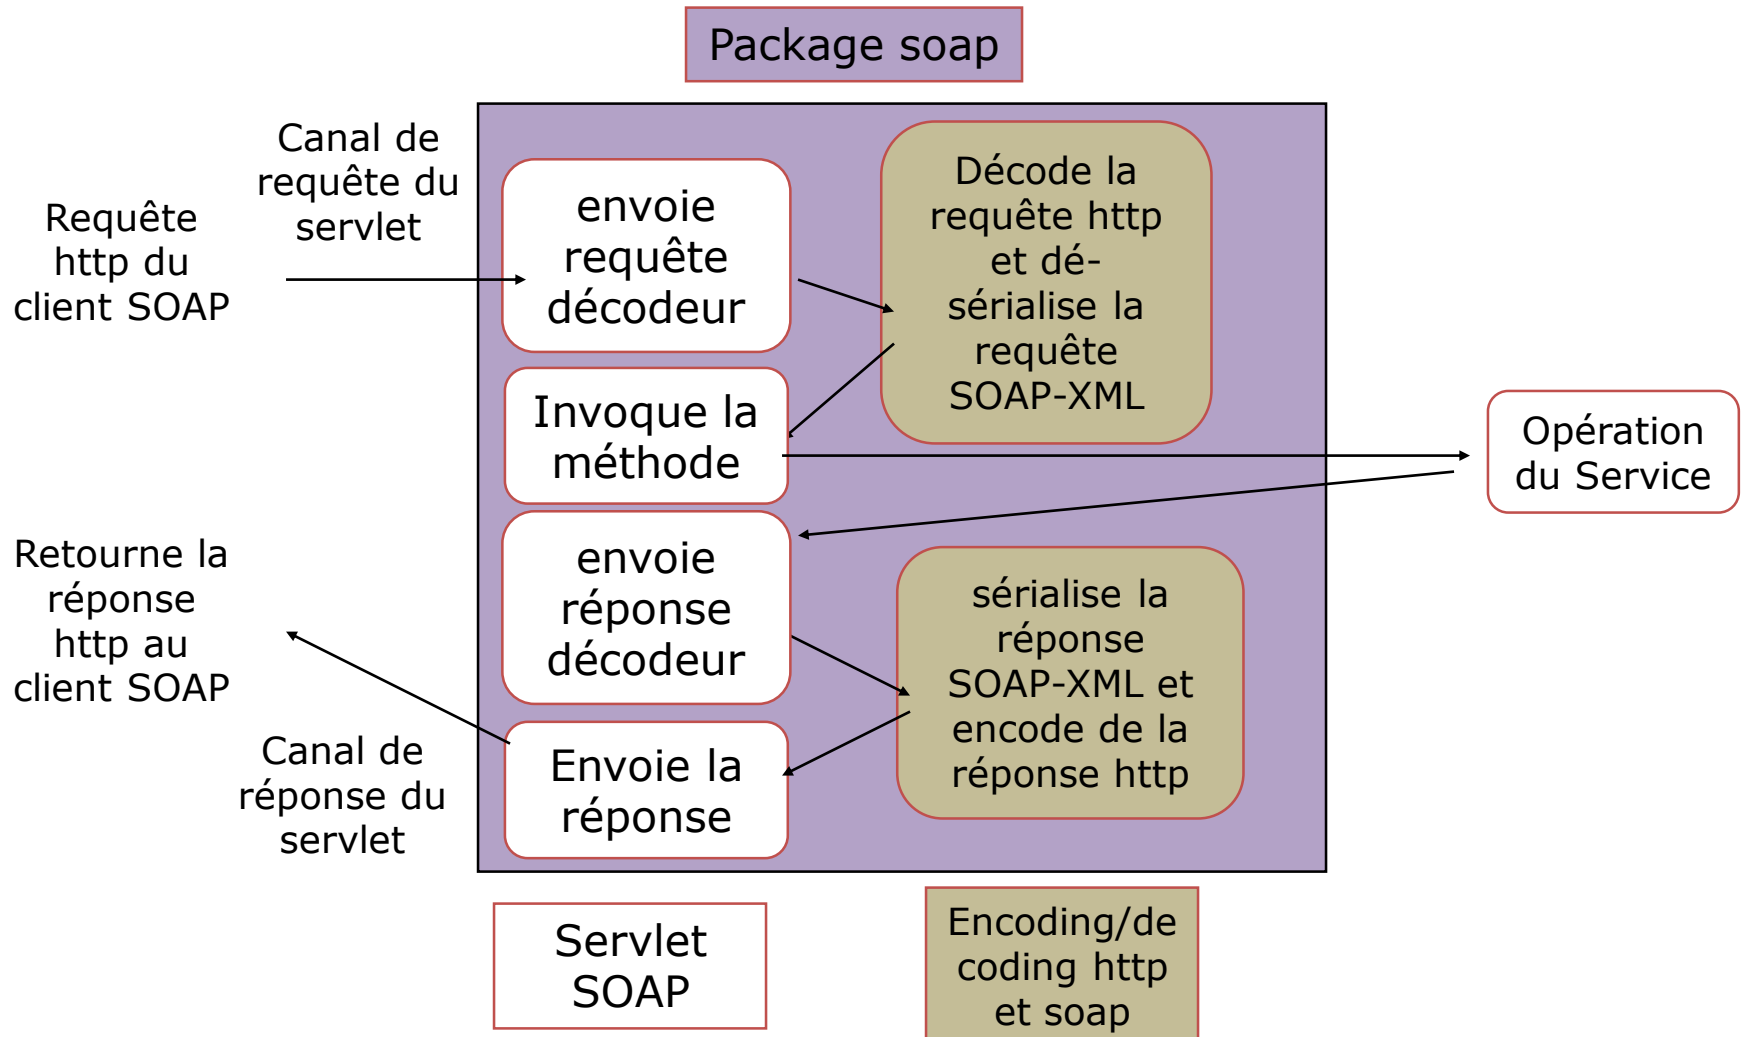 Package soap
Canal de
requête du
servlet
Requête
http du
client SOAP
envoie
requête
décodeur
Décode la
requête http
et dé-
sérialise la
requête
SOAP-XML
Invoque la
méthode
Opération
du Service
Retourne la
réponse
http au
client SOAP
envoie
réponse
décodeur
sérialise la
réponse
SOAP-XML et
encode de la
réponse http
Canal de
réponse du
servlet
Envoie la
réponse
Servlet
SOAP
Encoding/de
coding http
et soap